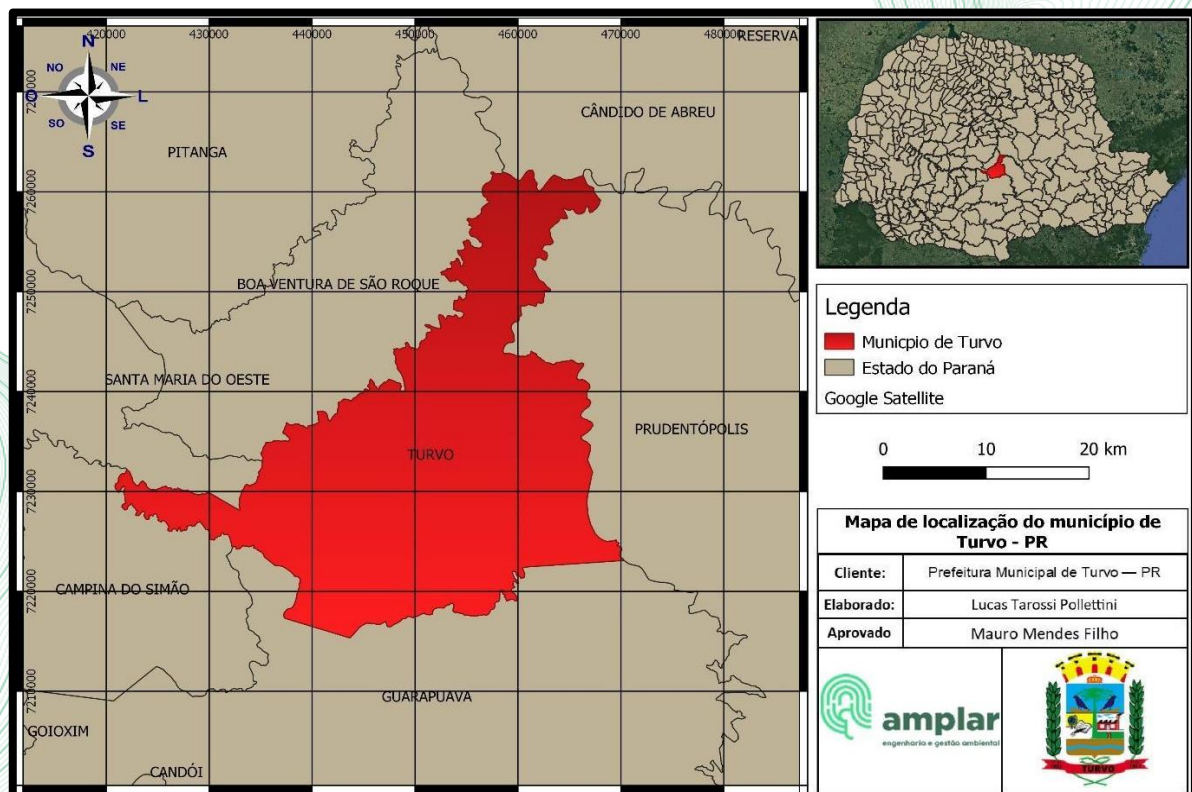 420000 430000 440000 450000 460000 470000 480000
RESERVA
N
NO NE
O L
SO SE
S
CÂNDIDO DE ABREU
PITANGA
7260000
BOA VENTURA DE SÃO ROQUE
7250000
SANTA MARIA DO OESTE
7240000
PRUDENTÓPOLIS
TURVO
7230000
CAMPINA DO SIMÃO
7220000
GUARAPUAVA
7210000
GOIOXIM
CANDÓI
Legenda
Municpio de Turvo
Estado do Paraná
Google Satellite
0 10 20 km
Mapa de localização do município de
Turvo - PR
Cliente: Prefeitura Municipal de Turvo — PR
Elaborado: Lucas Tarossi Pollettini
Aprovado Mauro Mendes Filho
amplar
engenharia e gestão ambiental
TURVO